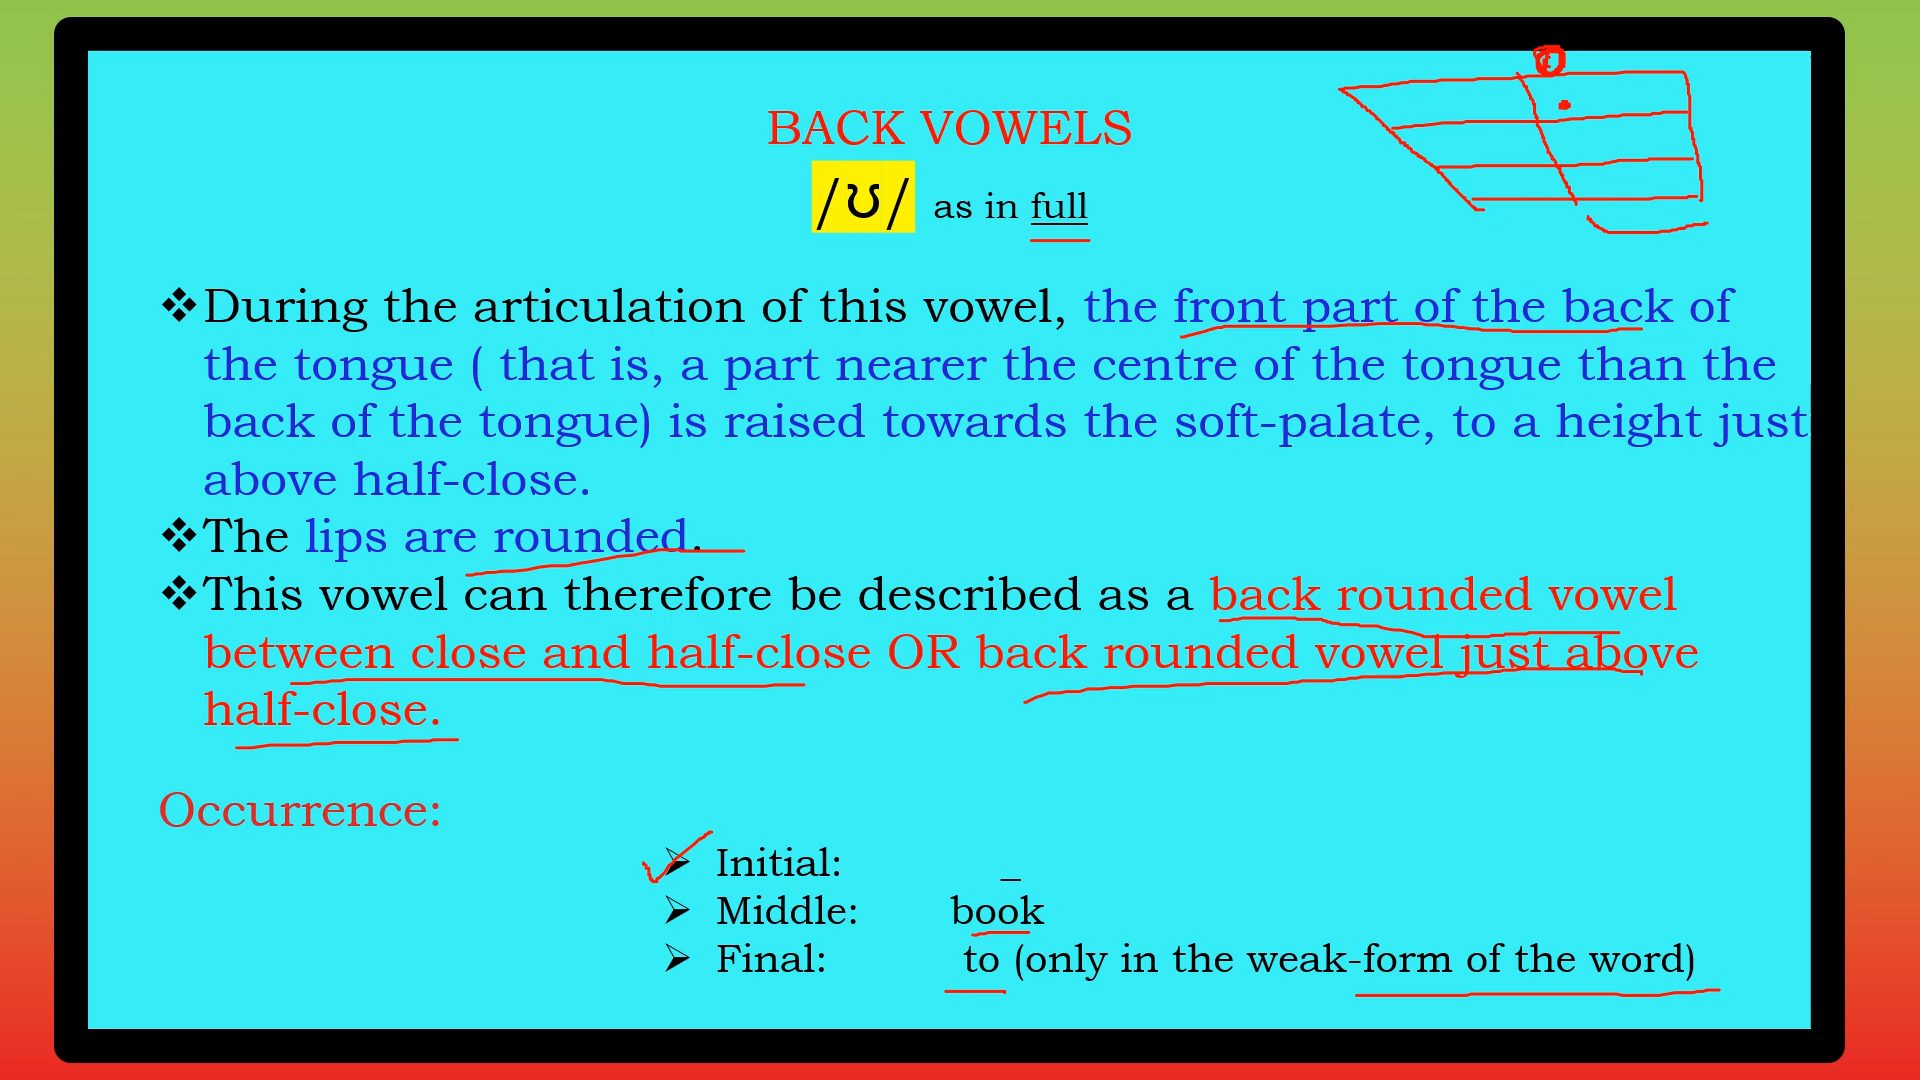 BACK VOWELS
/Ʊ/ as in full
❖During the articulation of this vowel, the front part of the back of
the tongue ( that is, a part nearer the centre of the tongue than the
back of the tongue) is raised towards the soft-palate, to a height just
above half-close.
❖The lips are rounded.
❖This vowel can therefore be described as a back rounded vowel
between close and half-close OR back rounded vowel just above
half-close.
Occurrence:
➢ Initial: _
➢ Middle: book
➢ Final: to (only in the weak-form of the word)